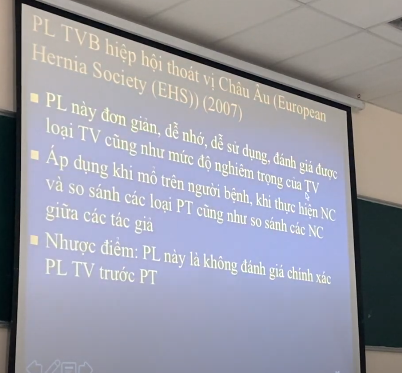 PL TVB hiệp hội thoát vị Châu Âu (European
Hernia Society (EHS)) (2007)
PL này đơn giản, dễ nhớ, dễ sử dụng, đánh giá được
loại TV cũng như mức độ nghiêm trọng của TV
Áp dụng khi mổ trên người bệnh, khi thực hiện NC
và so sánh các loại PT cũng như so sánh các NC
giữa các tác giả
Nhược điểm: PL này là không đánh giá chính xác
PL TV trước PT